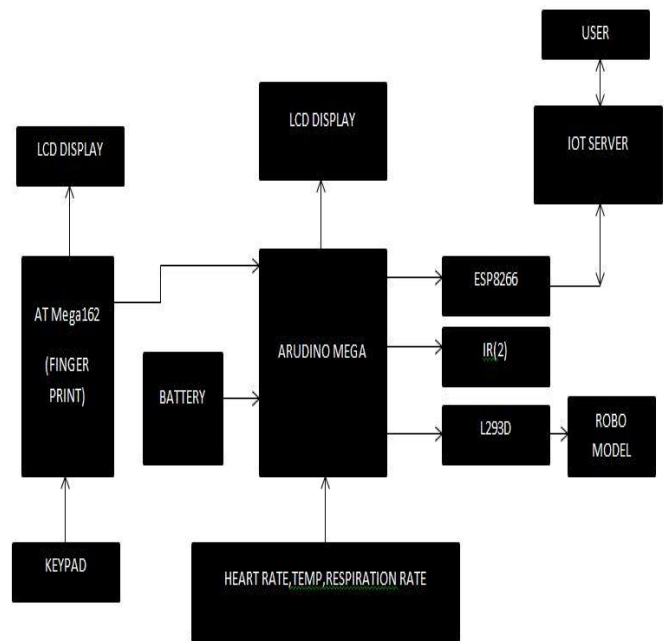 USER
LCD DISPLAY
IOT SERVER
LCD DISPLAY
AT Mega162
(FINGER
PRINT)
ARUDINO MEGA
ESP8266
IR(2)
BATTERY
L293D
ROBO
MODEL
KEYPAD
HEART RATE,TEMP,RESPIRATION RATE